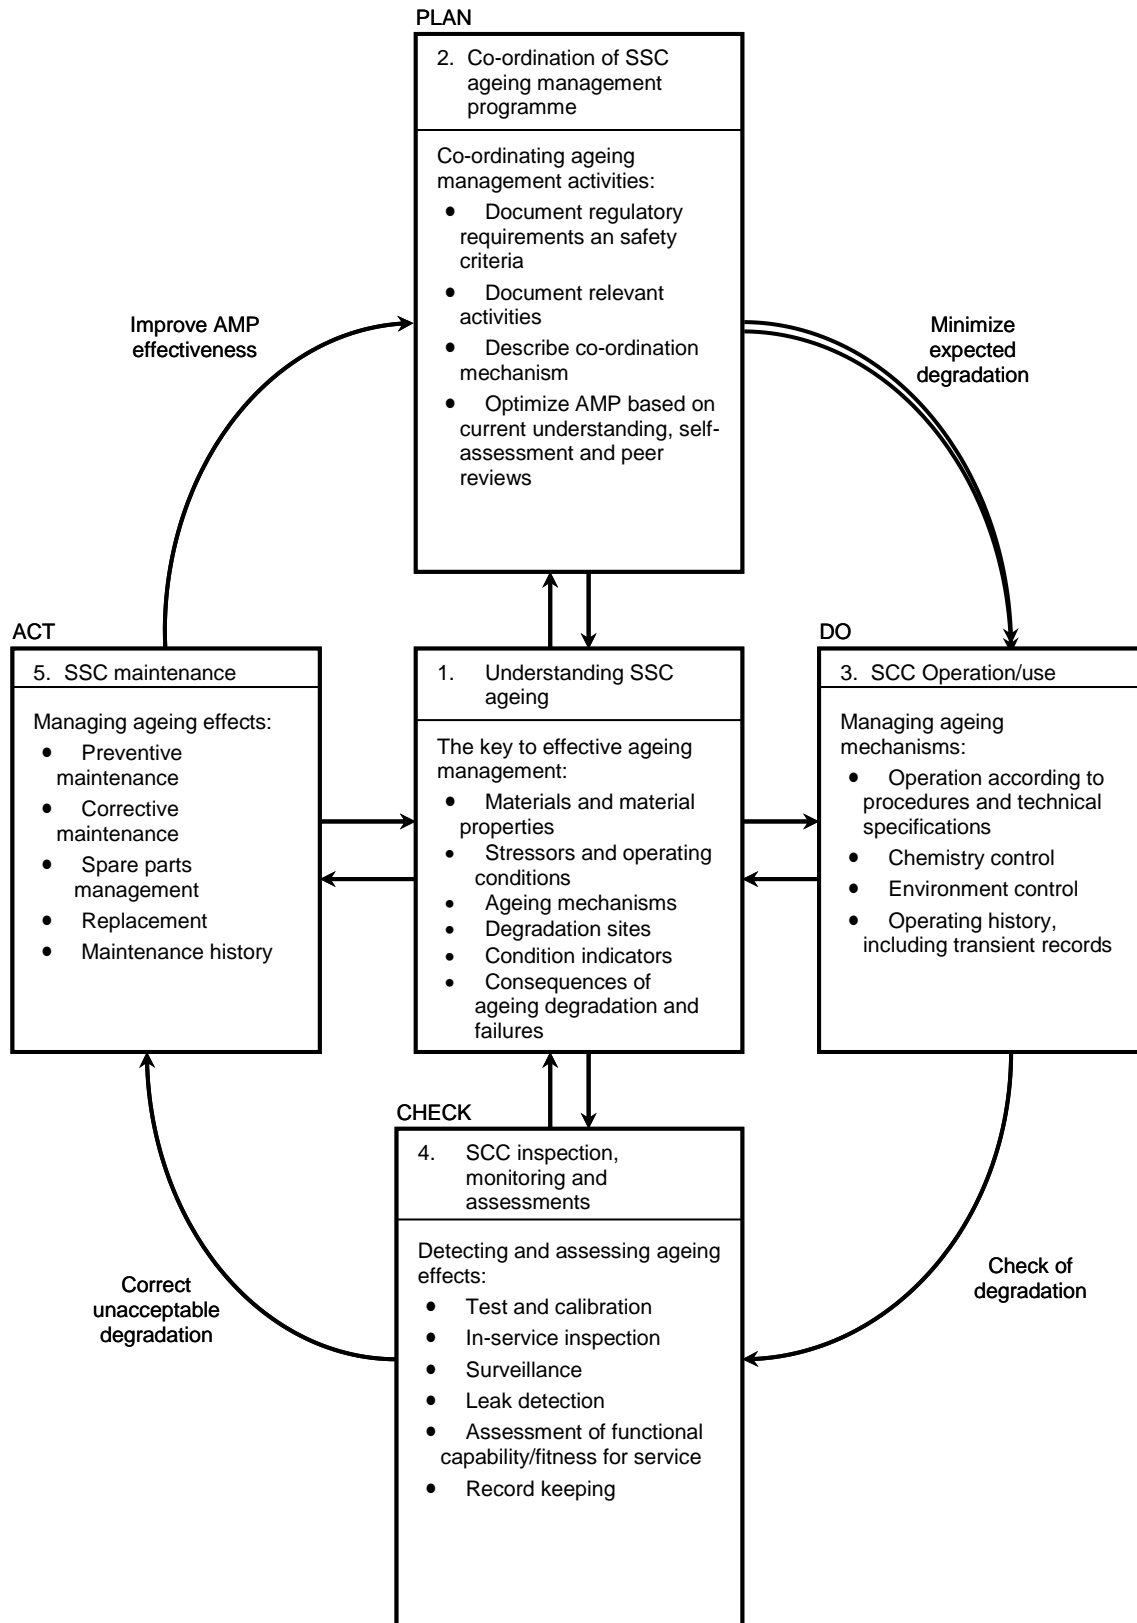 PLAN
2. Co-ordination of SSC
ageing management
programme
Co-ordinating ageing
management activities:
• Document regulatory
requirements an safety
criteria
• Document relevant
activities
• Describe co-ordination
mechanism
• Optimize AMP based on
current understanding, self-
assessment and peer
reviews
Improve AMP
effectiveness
Minimize
expected
degradation
ACT
5. SSC maintenance
Managing ageing effects:
• Preventive
maintenance
• Corrective
maintenance
• Spare parts
management
• Replacement
• Maintenance history
1. Understanding SSC
ageing
The key to effective ageing
management:
• Materials and material
properties
• Stressors and operating
conditions
• Ageing mechanisms
• Degradation sites
• Condition indicators
• Consequences of
ageing degradation and
failures
DO
3. SCC Operation/use
Managing ageing
mechanisms:
• Operation according to
procedures and technical
specifications
• Chemistry control
• Environment control
• Operating history,
including transient records
CHECK
4. SCC inspection,
monitoring and
assessments
Detecting and assessing ageing
effects:
• Test and calibration
• In-service inspection
• Surveillance
• Leak detection
• Assessment of functional
capability/fitness for service
• Record keeping
Correct
unacceptable
degradation
Check of
degradation